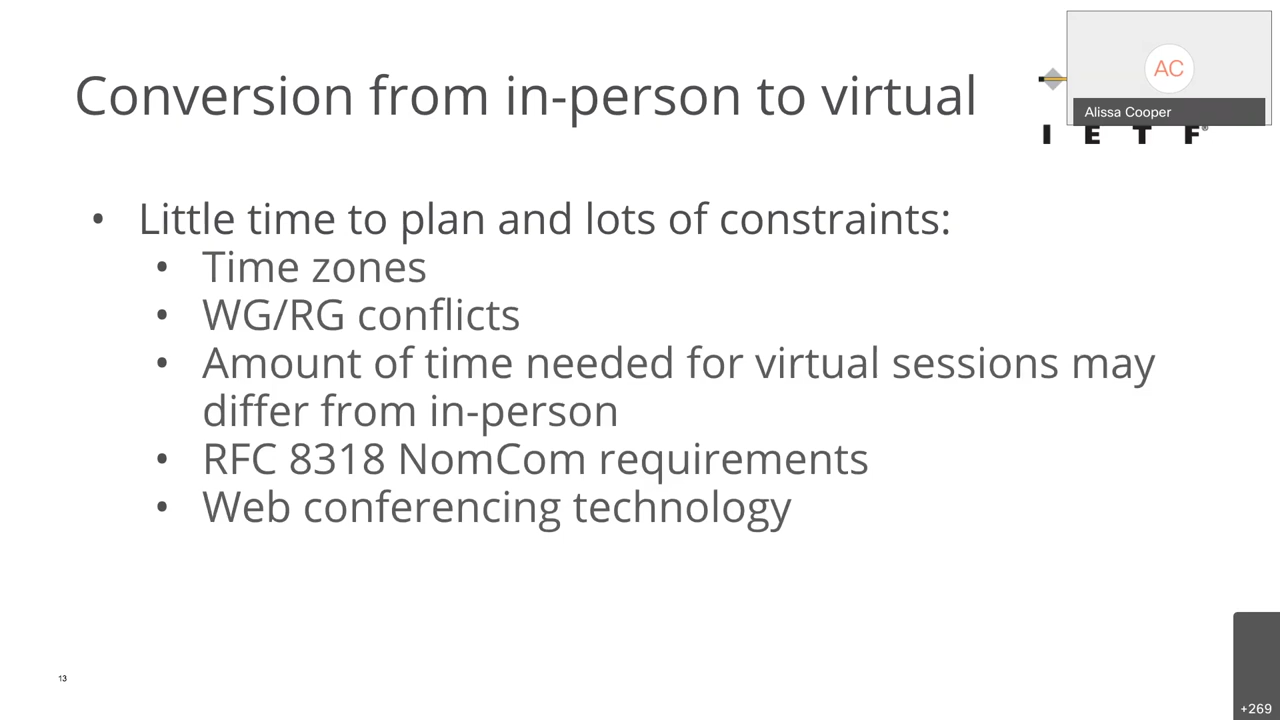 Conversion from in-person to virtual
AC
Alissa Cooper
I E T F®
• Little time to plan and lots of constraints:
• Time zones
• WG/RG conflicts
• Amount of time needed for virtual sessions may
differ from in-person
• RFC 8318 NomCom requirements
• Web conferencing technology
13
+269